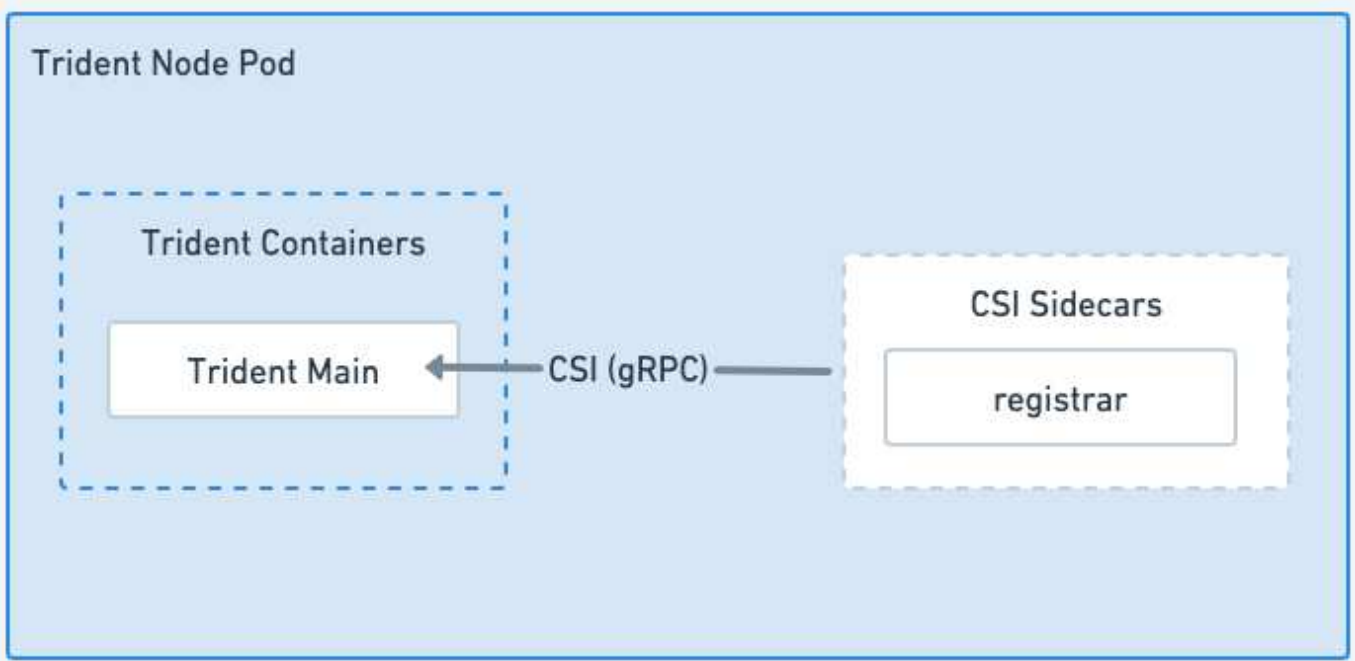 Trident Node Pod
Trident Containers
Trident Main
CSI (gRPC)
CSI Sidecars
registrar